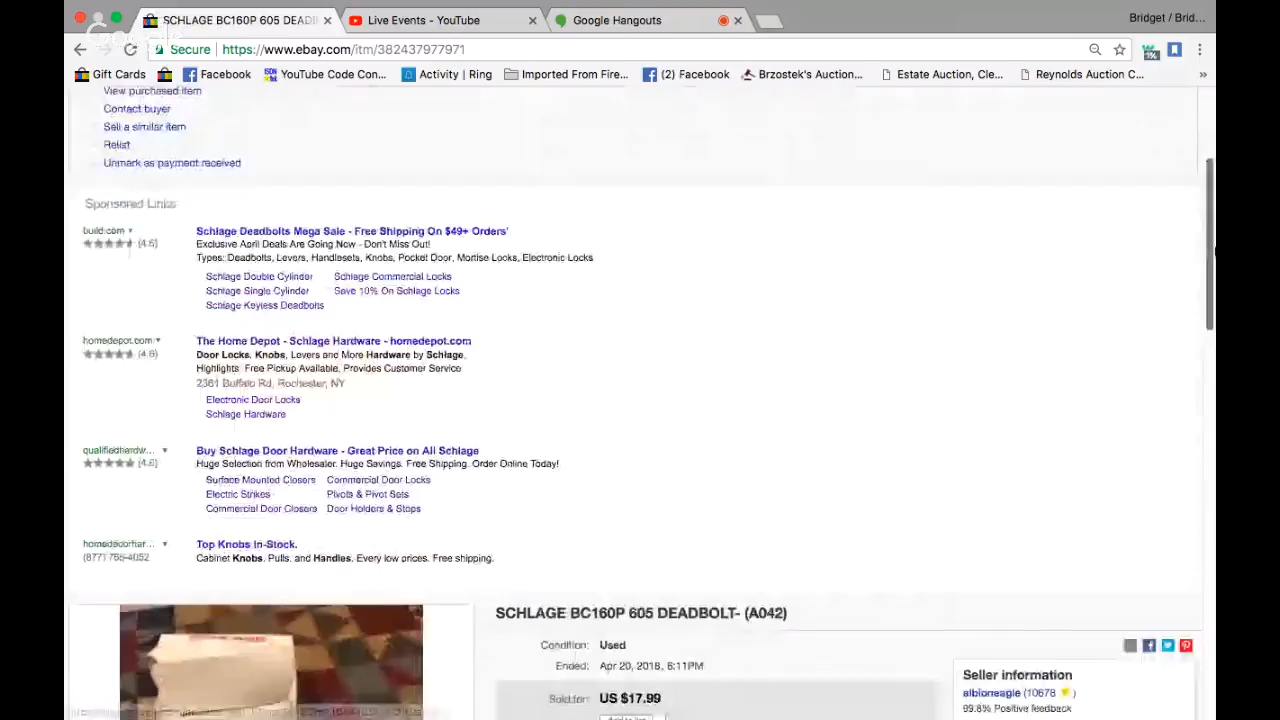 SCHLAGE BC160P 605 DEADB
Live Events - YouTube
Google Hangouts
Bridget / Brid...
Secure https://www.ebay.com/itm/382437977971
Gift Cards Facebook YouTube Code Con... Activity | Ring Imported From Fire... (2) Facebook Brzostek's Auction... Estate Auction, Cle... Reynolds Auction C... »
View purchased item
Contact buyer
Sell a similar item
Relist
Unmark as payment received
Sponsored Links
build.com
Schlage Deadbolts Mega Sale - Free Shipping On $49+ Orders'
(4.6)
Exclusive April Deals Are Going Now - Don't Miss Out!
Types: Deadbolts, Levers, Handlesets, Knobs, Pocket Door, Mortise Locks, Electronic Locks
Schlage Double Cylinder Schlage Commercial Locks
Schlage Single Cylinder Save 10% On Schlage Locks
Schlage Keyless Deadbolts
homedepot.com
The Home Depot - Schlage Hardware - homedepot.com
Door Locks, Knobs, Levers and More Hardware by Schlage.
Highlights: Free Pickup Available, Provides Customer Service
2361 Buffalo Rd, Rochester, NY
Electronic Door Locks
Schlage Hardware
qualifiedhardw...
Buy Schlage Door Hardware - Great Price on All Schlage
Huge Selection from Wholesaler. Huge Savings. Free Shipping. Order Online Today!
Surface Mounted Closers Commercial Door Locks
Electric Strikes Pivots & Pivot Sets
Commercial Door Closers Door Holders & Stops
Top Knobs In-Stock.
Cabinet Knobs, Pulls, and Handles. Every low prices. Free shipping.
SCHLAGE BC160P 605 DEADBOLT- (A042)
Condition: Used
Ended: Apr 20, 2018, 6:11PM
Sold for: US $17.99
Seller information
albioneagle (10678 )
99.8% Positive feedback